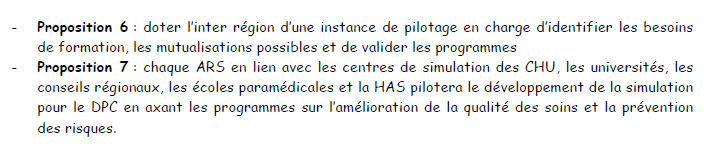 - Proposition 6 : doter l’inter région d’une instance de pilotage en charge d’identifier les besoins
de formation, les mutualisations possibles et de valider les programmes
- Proposition 7 : chaque ARS en lien avec les centres de simulation des CHU, les universités, les
conseils régionaux, les écoles paramédicales et la HAS pilotera le développement de la simulation
pour le DPC en axant les programmes sur l’amélioration de la qualité des soins et la prévention
des risques.